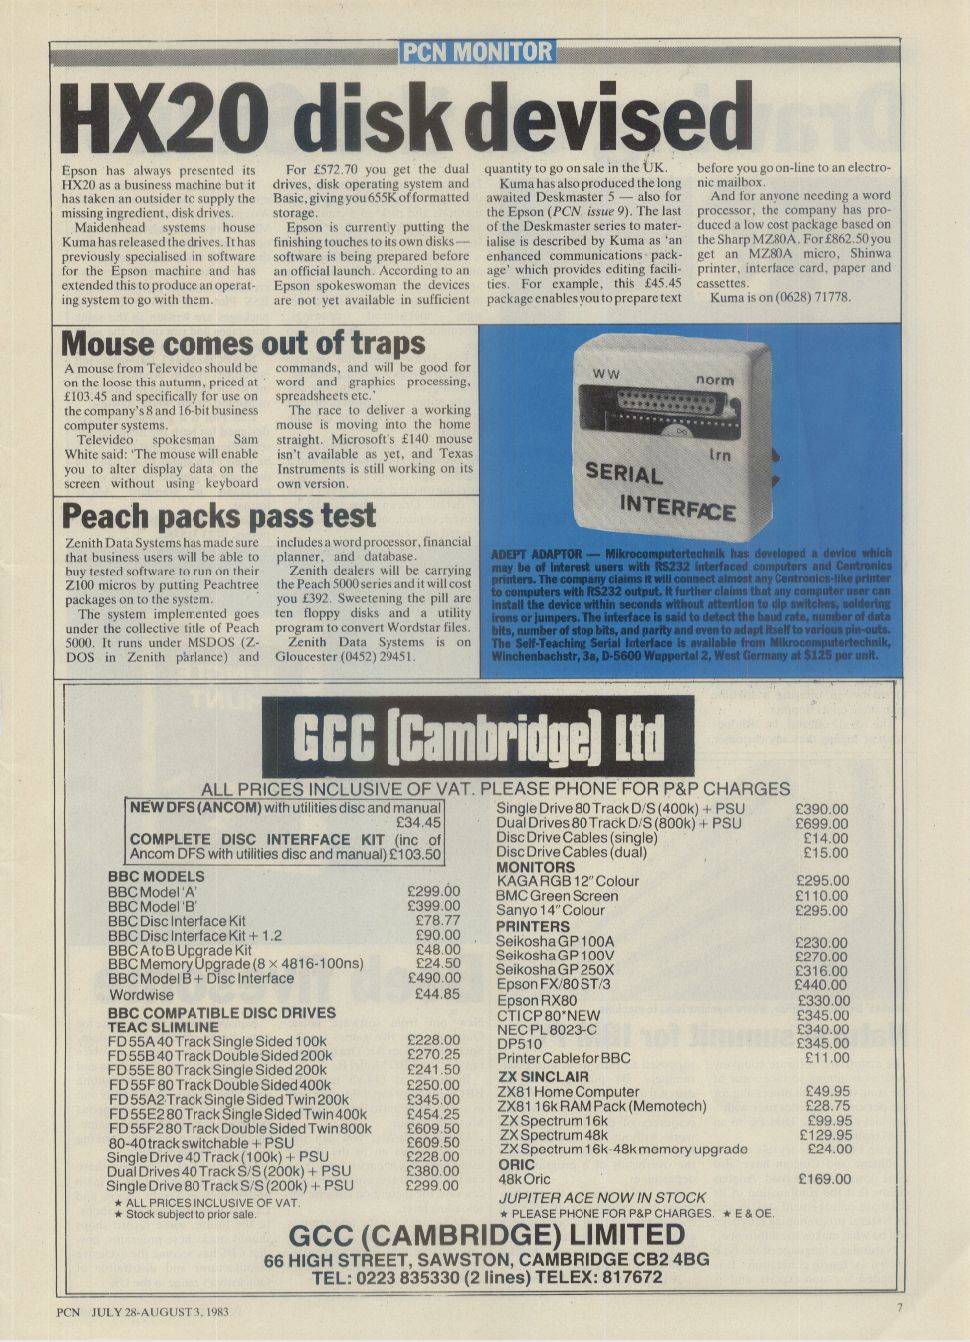 PCN MONITOR
HX20 disk devised
Epson has always presented its
HX20 as a business machine but it
has taken an outsider to supply the
missing ingredient, disk drives.
Maidenhead systems house
Kuma has released the drives. It has
previously specialised in software
for the Epson machine and has
extended this to produce an operat-
ing system to go with them.
For £572.70 you get the dual
drives, disk operating system and
Basic, giving you 655K of formatted
storage.
Epson is currently putting the
finishing touches to its own disks —
software is being prepared before
an official launch. According to an
Epson spokeswoman the devices
are not yet available in sufficient
quantity to go on sale in the UK.
Kuma has also produced the long
awaited Deskmaster 5 — also for
the Epson (PCN issue 9). The last
of the Deskmaster series to mater-
ialise is described by Kuma as 'an
enhanced communications pack-
age' which provides editing facili-
ties. For example, this £45.45
package enables you to prepare text
before you go on-line to an electro-
nic mailbox.
And for anyone needing a word
processor, the company has pro-
duced a low cost package based on
the Sharp MZ80A. For £862.50 you
get an MZ80A micro, Shinwa
printer, interface card, paper and
cassettes.
Kuma is on (0628) 71778.
Mouse comes out of traps
A mouse from Televideo should be
on the loose this autumn, priced at
£103.45 and specifically for use on
the company's 8 and 16-bit business
computer systems.
Televideo spokesman Sam
White said: 'The mouse will enable
you to alter display data on the
screen without using keyboard
commands, and will be good for
word and graphics processing,
spreadsheets etc.'
The race to deliver a working
mouse is moving into the home
straight. Microsoft's £140 mouse
isn't available as yet, and Texas
Instruments is still working on its
own version.
Peach packs pass test
Zenith Data Systems has made sure
that business users will be able to
buy tested software to run on their
Z100 micros by putting Peachtree
packages on to the system.
The system implemented goes
under the collective title of Peach
5000. It runs under MSDOS (Z-
DOS in Zenith parlance) and
includes a word processor, financial
planner, and database.
Zenith dealers will be carrying
the Peach 5000 series and it will cost
you £392. Sweetening the pill are
ten floppy disks and a utility
program to convert Wordstar files.
Zenith Data Systems is on
Gloucester (0452) 29451.
WW
norm
lrn
SERIAL
INTERFACE
ADEPT ADAPTOR — Mikrocomputertechnik has developed a device which
may be of interest users with RS232 interfaced computers and Centronics
printers. The company claims it will connect almost any Centronics-like printer
to computers with RS232 output. It further claims that any computer user can
install the device within seconds without attention to dip switches, soldering
irons or jumpers. The interface is said to detect the baud rate, number of data
bits, number of stop bits, and parity and even to adapt itself to various pin-outs.
The Self-Teaching Serial Interface is available from Mikrocomputertechnik,
Winchenbachstr, 3a, D-5600 Wuppertal 2, West Germany at $125 per unit.
GCC (Cambridge) Ltd
ALL PRICES INCLUSIVE OF VAT. PLEASE PHONE FOR P&P CHARGES
NEW DFS (ANCOM) with utilities disc and manual
£34.45
COMPLETE DISC INTERFACE KIT (inc of
Ancom DFS with utilities disc and manual) £103.50
BBC MODELS
BBC Model 'A' £299.00
BBC Model 'B' £399.00
BBC Disc Interface Kit £78.77
BBC Disc Interface Kit + 1.2 £90.00
BBC A to B Upgrade Kit £48.00
BBC Memory Upgrade (8 × 4816-100ns) £24.50
BBC Model B + Disc Interface £490.00
Wordwise £44.85
BBC COMPATIBLE DISC DRIVES
TEAC SLIMLINE
FD 55A 40 Track Single Sided 100k £228.00
FD 55B 40 Track Double Sided 200k £270.25
FD 55E 80 Track Single Sided 200k £241.50
FD 55F 80 Track Double Sided 400k £250.00
FD 55A2 Track Single Sided Twin 200k £345.00
FD 55E2 80 Track Single Sided Twin 400k £454.25
FD 55F2 80 Track Double Sided Twin 800k £609.50
80-40 track switchable + PSU £609.50
Single Drive 40 Track (100k) + PSU £228.00
Dual Drives 40 Track S/S (200k) + PSU £380.00
Single Drive 80 Track S/S (200k) + PSU £299.00
★ ALL PRICES INCLUSIVE OF VAT.
★ Stock subject to prior sale.
Single Drive 80 Track D/S (400k) + PSU £390.00
Dual Drives 80 Track D/S (800k) + PSU £699.00
Disc Drive Cables (single) £14.00
Disc Drive Cables (dual) £15.00
MONITORS
KAGA RGB 12" Colour £295.00
BMC Green Screen £110.00
Sanyo 14" Colour £295.00
PRINTERS
Seikosha GP 100A £230.00
Seikosha GP 100V £270.00
Seikosha GP 250X £316.00
Epson FX/80 ST/3 £440.00
Epson RX80 £330.00
CTI CP 80 *NEW £345.00
NEC PL 8023-C £340.00
DP510 £345.00
Printer Cable for BBC £11.00
ZX SINCLAIR
ZX81 Home Computer £49.95
ZX81 16k RAM Pack (Memotech) £28.75
ZX Spectrum 16k £99.95
ZX Spectrum 48k £129.95
ZX Spectrum 16k-48k memory upgrade £24.00
ORIC
48k Oric £169.00
JUPITER ACE NOW IN STOCK
★ PLEASE PHONE FOR P&P CHARGES. ★ E & OE.
GCC (CAMBRIDGE) LIMITED
66 HIGH STREET, SAWSTON, CAMBRIDGE CB2 4BG
TEL: 0223 835330 (2 lines) TELEX: 817672
PCN JULY 28-AUGUST 3, 1983
7